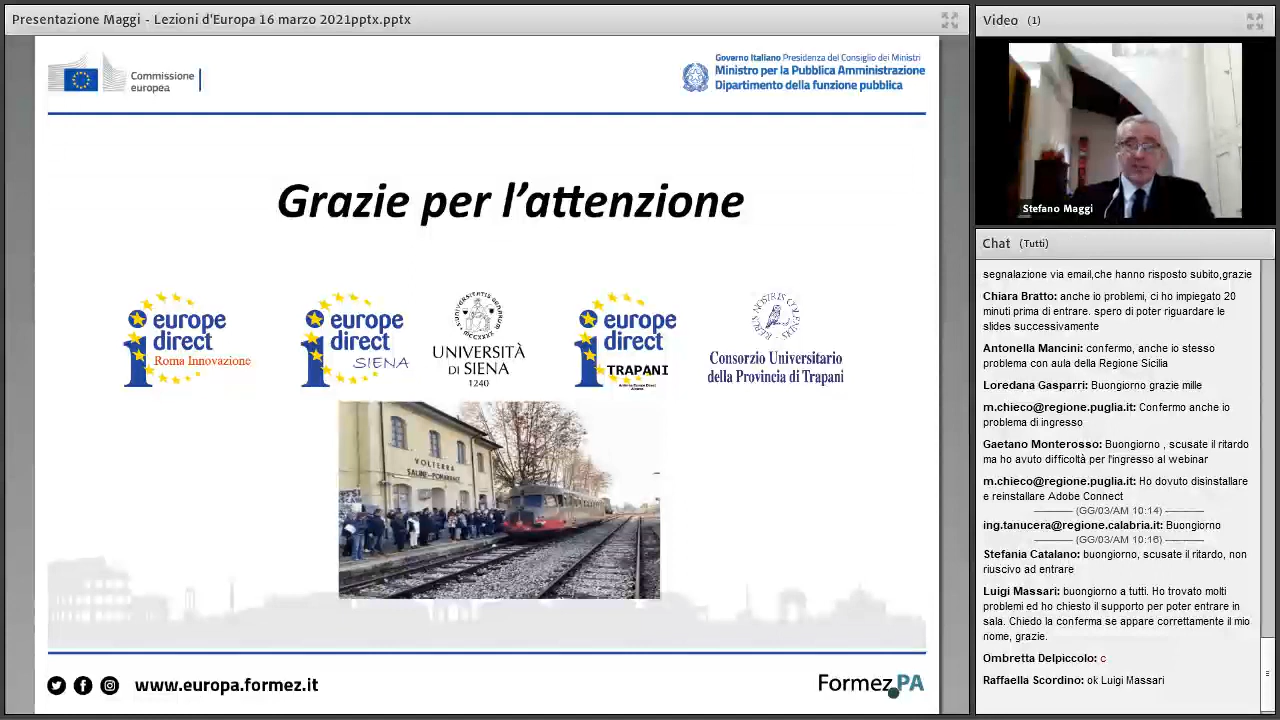 Presentazione Maggi - Lezioni d'Europa 16 marzo 2021pptx.pptx
Commissione
europea
Governo Italiano Presidenza del Consiglio dei Ministri
Ministro per la Pubblica Amministrazione
Dipartimento della funzione pubblica
Grazie per l'attenzione
europe
direct
Roma Innovazione
europe
direct
SIENA
UNIVERSITÀ
DI SIENA
1240
europe
direct
TRAPANI
Consorzio Universitario
della Provincia di Trapani
VOLTERRA
SALINE-POMARANCE
www.europa.formez.it
Formez PA
Video (1)
Stefano Maggi
Chat (Tutti)
segnalazione via email,che hanno risposto subito,grazie
Chiara Bratto: anche io problemi, ci ho impiegato 20
minuti prima di entrare. spero di poter riguardare le
slides successivamente
Antonella Mancini: confermo, anche io stesso
problema con aula della Regione Sicilia
Loredana Gasparri: Buongiorno grazie mille
m.chieco@regione.puglia.it: Confermo anche io
problema di ingresso
Gaetano Monterosso: Buongiorno , scusate il ritardo
ma ho avuto difficoltà per l'ingresso al webinar
m.chieco@regione.puglia.it: Ho dovuto disinstallare
e reinstallare Adobe Connect
(GG/03/AM 10:14)
ing.tanucera@regione.calabria.it: Buongiorno
(GG/03/AM 10:16)
Stefania Catalano: buongiorno, scusate il ritardo, non
riuscivo ad entrare
Luigi Massari: buongiorno a tutti. Ho trovato molti
problemi ed ho chiesto il supporto per poter entrare in
sala. Chiedo la conferma se appare correttamente il mio
nome, grazie.
Ombretta Delpiccolo: c
Raffaella Scordino: ok Luigi Massari